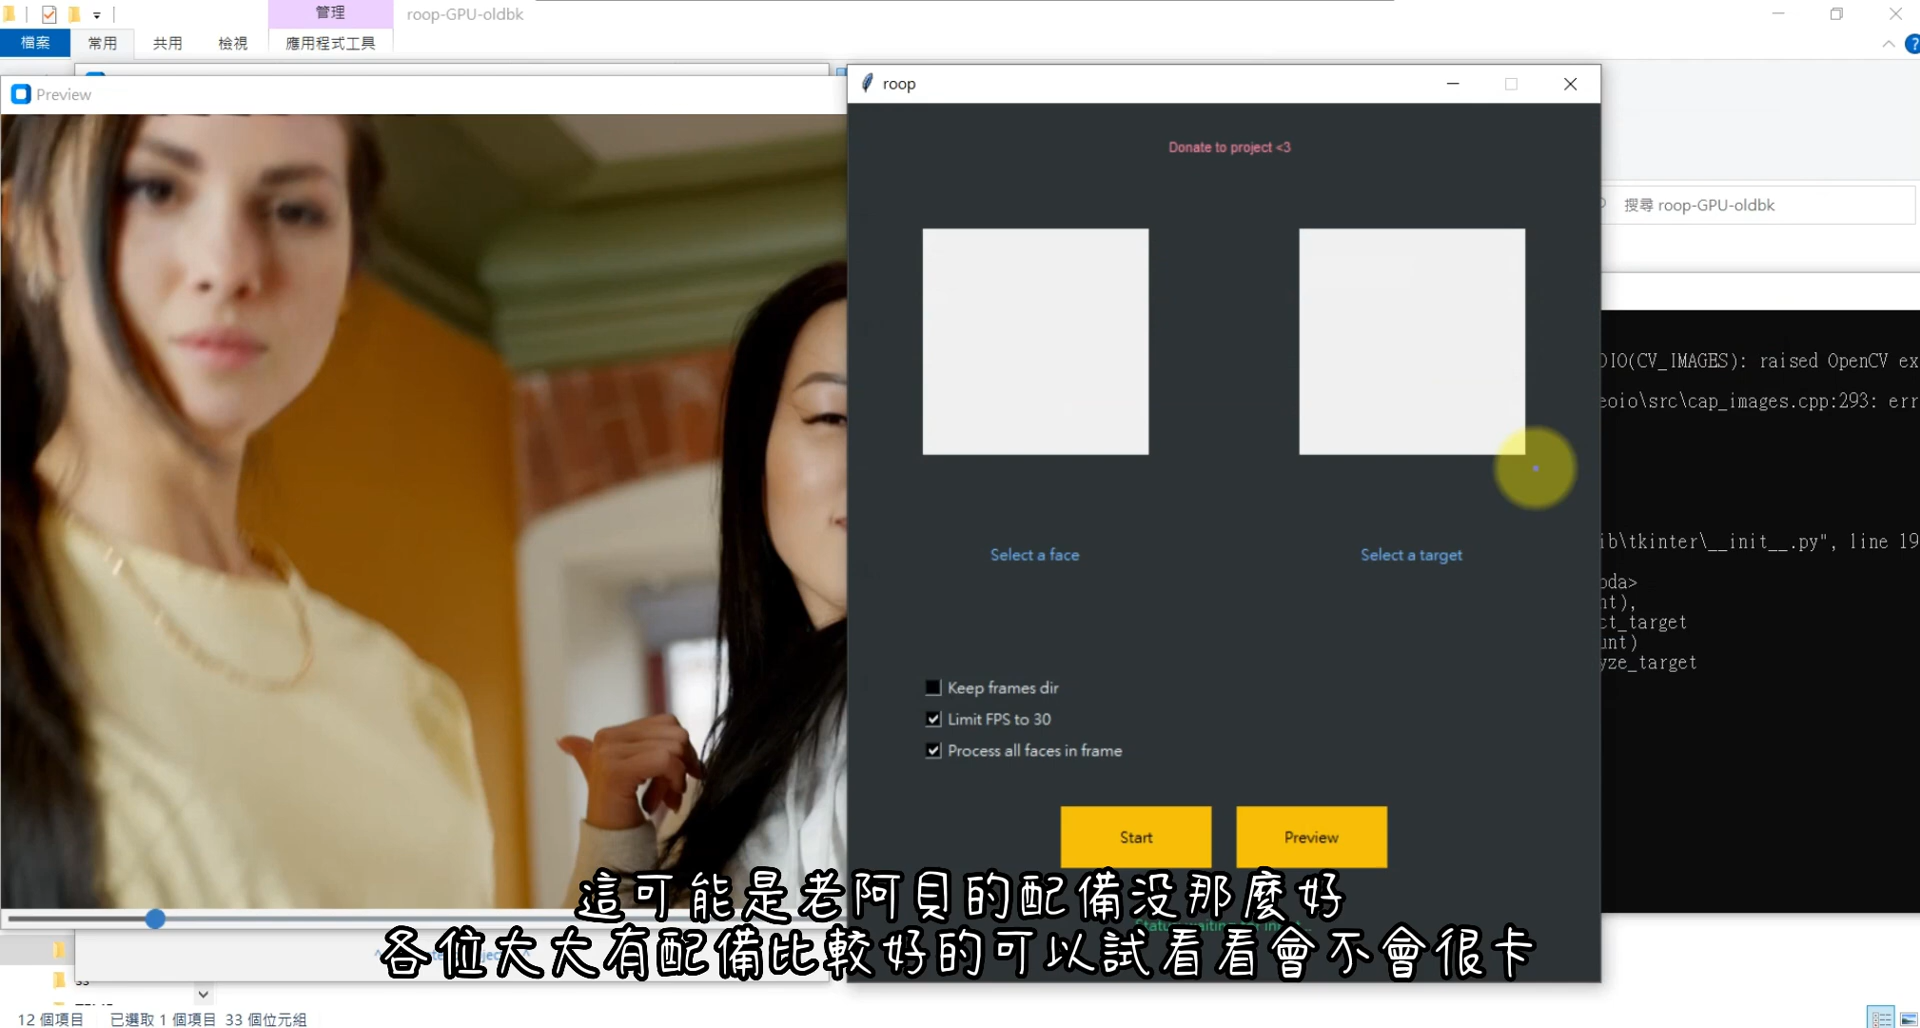 管理
roop-GPU-oldbk
檔案
常用
共用
檢視
應用程式工具
Preview
roop
Donate to project <3
搜尋 roop-GPU-oldbk
Select a face
Select a target
Keep frames dir
Limit FPS to 30
Process all faces in frame
Start
Preview
DIO(CV_IMAGES): raised OpenCV ex
eoio\src\cap_images.cpp:293: err
ib\tkinter\__init__.py", line 19
bda>
nt),
ct_target
unt)
yze_target
這可能是老阿貝的配備没那麼好
各位大大有配備比較好的可以試看看會不會很卡
12 個項目
已選取 1 個項目 33 個位元組